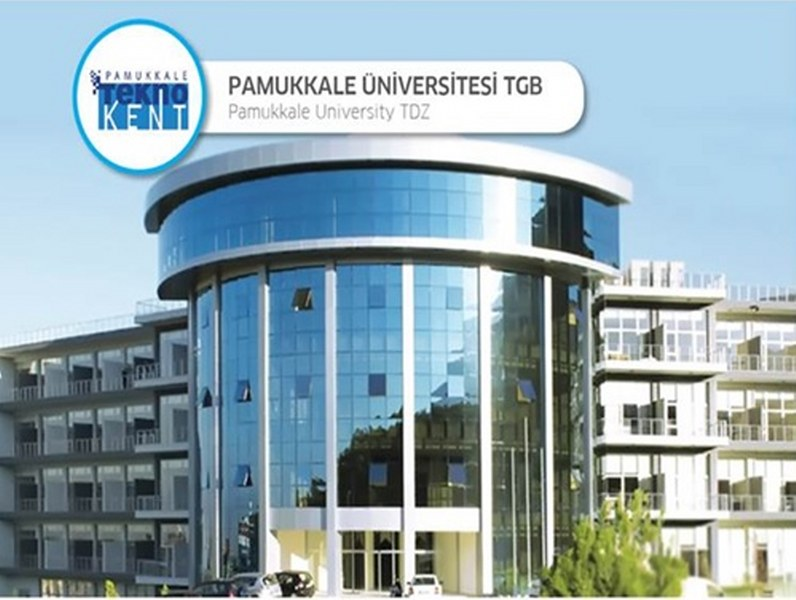 PAMUKKALE
TEKNO
KENT
PAMUKKALE ÜNİVERSİTESİ TGB
Pamukkale University TDZ